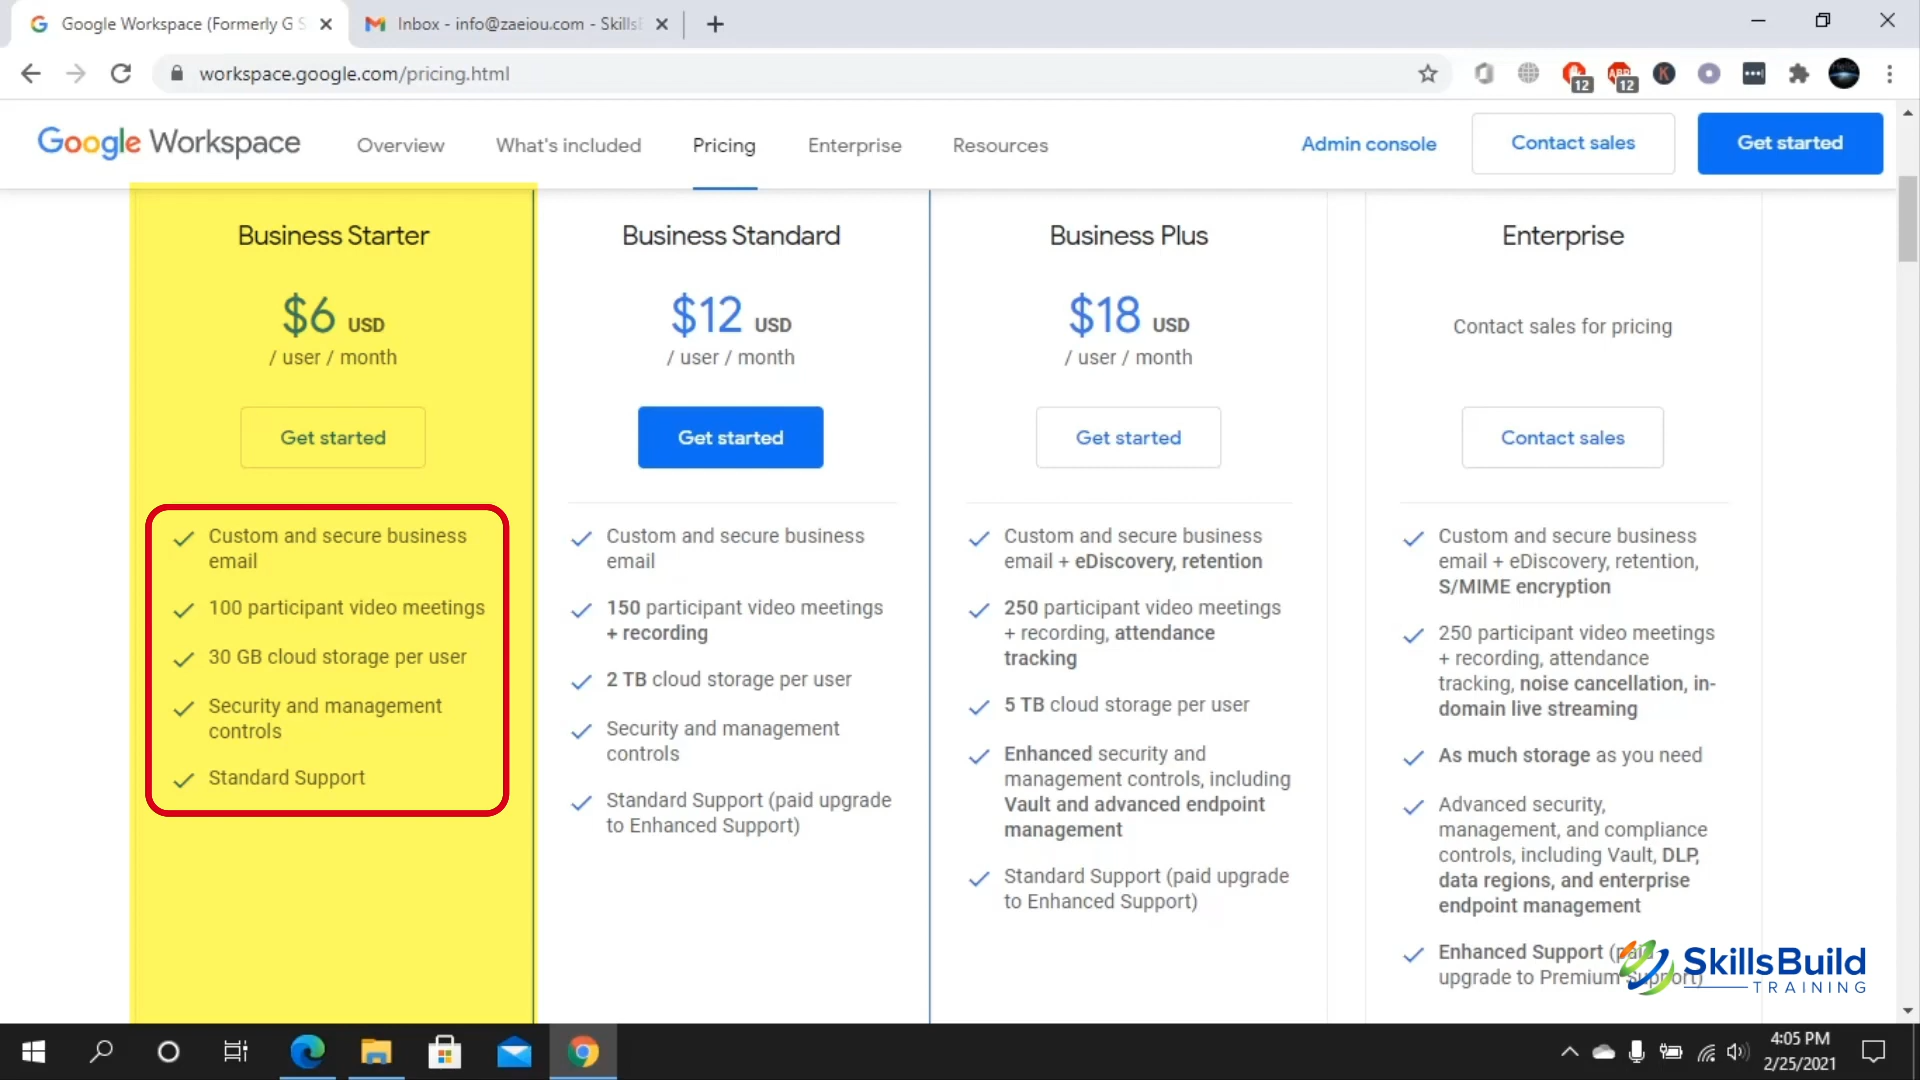 Google Workspace (Formerly G S
Inbox - info@zaeiou.com - Skills
workspace.google.com/pricing.html
12
12
K
Google Workspace
Overview
What's included
Pricing
Enterprise
Resources
Admin console
Contact sales
Get started
Business Starter
$6 USD
/ user / month
Get started
Custom and secure business
email
100 participant video meetings
30 GB cloud storage per user
Security and management
controls
Standard Support
Business Standard
$12 USD
/ user / month
Get started
Custom and secure business
email
150 participant video meetings
+ recording
2 TB cloud storage per user
Security and management
controls
Standard Support (paid upgrade
to Enhanced Support)
Business Plus
$18 USD
/ user / month
Get started
Custom and secure business
email + eDiscovery, retention
250 participant video meetings
+ recording, attendance
tracking
5 TB cloud storage per user
Enhanced security and
management controls, including
Vault and advanced endpoint
management
Standard Support (paid upgrade
to Enhanced Support)
Enterprise
Contact sales for pricing
Contact sales
Custom and secure business
email + eDiscovery, retention,
S/MIME encryption
250 participant video meetings
+ recording, attendance
tracking, noise cancellation, in-
domain live streaming
As much storage as you need
Advanced security,
management, and compliance
controls, including Vault, DLP,
data regions, and enterprise
endpoint management
Enhanced Support (paid
upgrade to Premium Support)
SkillsBuild
TRAINING
4:05 PM
2/25/2021